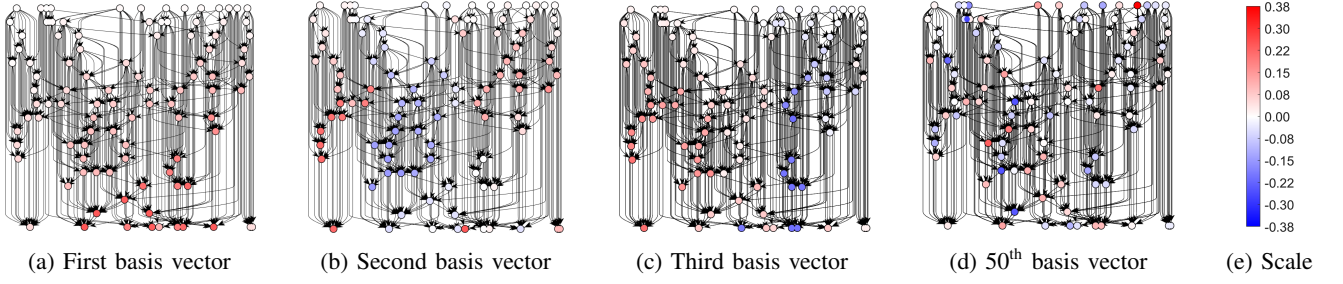 0.38
0.30
0.22
0.15
0.08
0.00
-0.08
-0.15
-0.22
-0.30
-0.38
(a) First basis vector
(b) Second basis vector
(c) Third basis vector
(d) 50th basis vector
(e) Scale